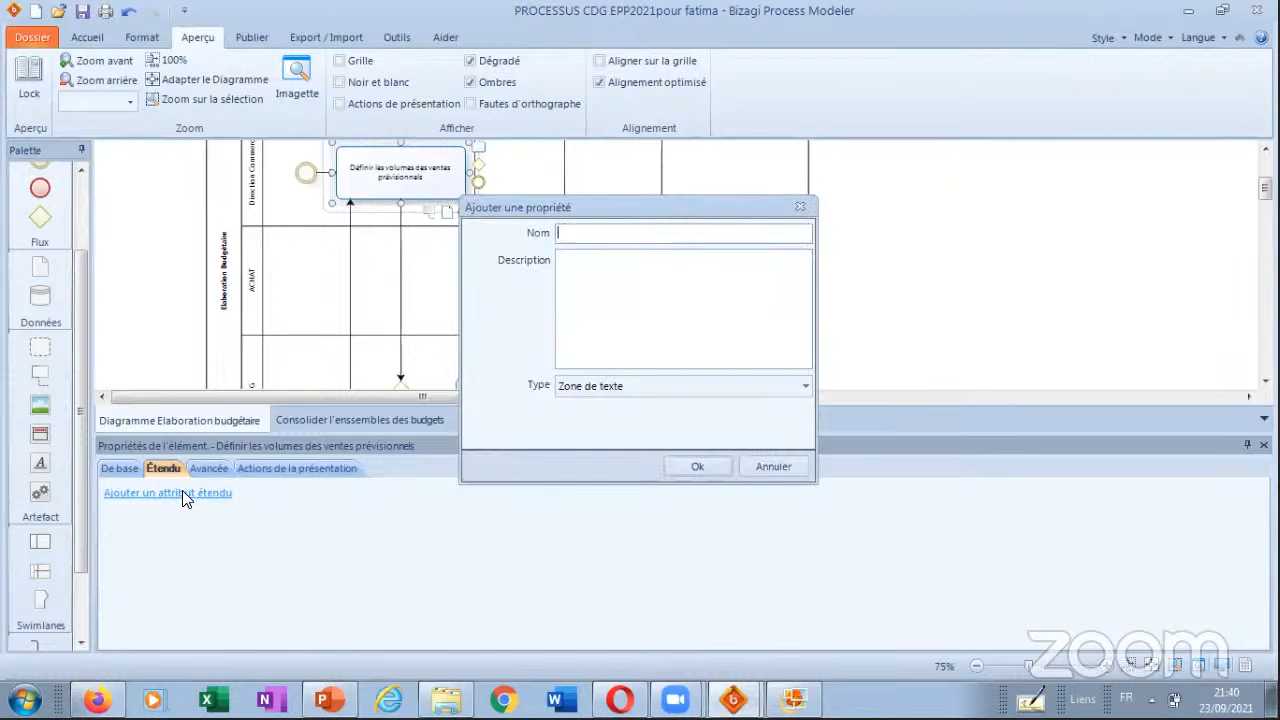 PROCESSUS CDG EPP2021pour fatima - Bizagi Process Modeler
Dossier Accueil Format Aperçu Publier Export / Import Outils Aider Style Mode Langue
Lock
Aperçu
Zoom avant
Zoom arrière
100%
Adapter le Diagramme
Zoom sur la sélection
Imagette
Zoom
Grille
Noir et blanc
Actions de présentation
Dégradé
Ombres
Fautes d'orthographe
Afficher
Aligner sur la grille
Alignement optimisé
Alignement
Palette
Flux
Données
Artefact
Swimlanes
Elaboration Budgétaire
Direction Commerc
ACHAT
G
Définir les volumes des ventes
prévisionnels
Ajouter une propriété
Nom
Description
Type Zone de texte
Ok Annuler
Diagramme Elaboration budgétaire Consolider l'enssembles des budgets
Propriétés de l'élément. - Définir les volumes des ventes prévisionnels
De base Étendu Avancée Actions de la présentation
Ajouter un attribut étendu
75%
zoom
Liens FR
21:40
23/09/2021